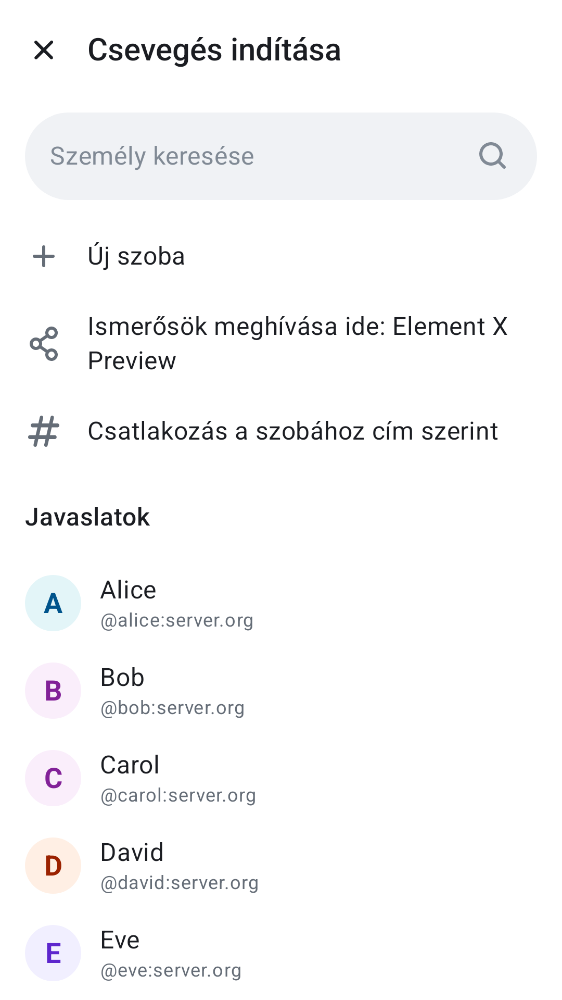 Csevegés indítása
Személy keresése
Új szoba
Ismerősök meghívása ide: Element X
Preview
Csatlakozás a szobához cím szerint
Javaslatok
A
Alice
@alice:server.org
B
Bob
@bob:server.org
C
Carol
@carol:server.org
D
David
@david:server.org
E
Eve
@eve:server.org